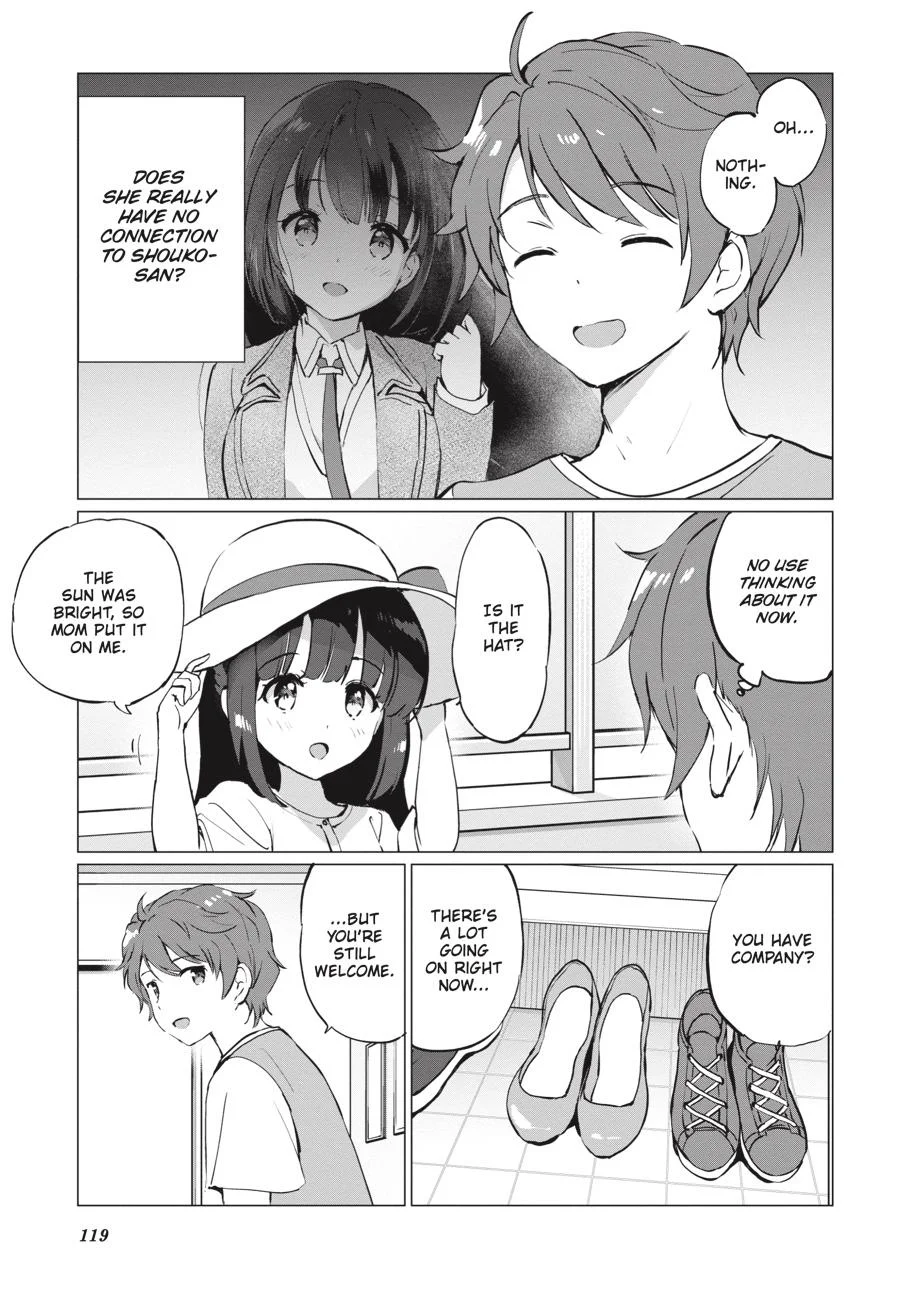 OH...
NOTH-
ING.
DOES
SHE REALLY
HAVE NO
CONNECTION
TO SHOUKO-
SAN?
NO USE
THINKING
ABOUT IT
NOW.
IS IT
THE
HAT?
THE
SUN WAS
BRIGHT, SO
MOM PUT IT
ON ME.
YOU HAVE
COMPANY?
THERE'S
A LOT
GOING
ON RIGHT
NOW...
...BUT
YOU'RE
STILL
WELCOME.
119